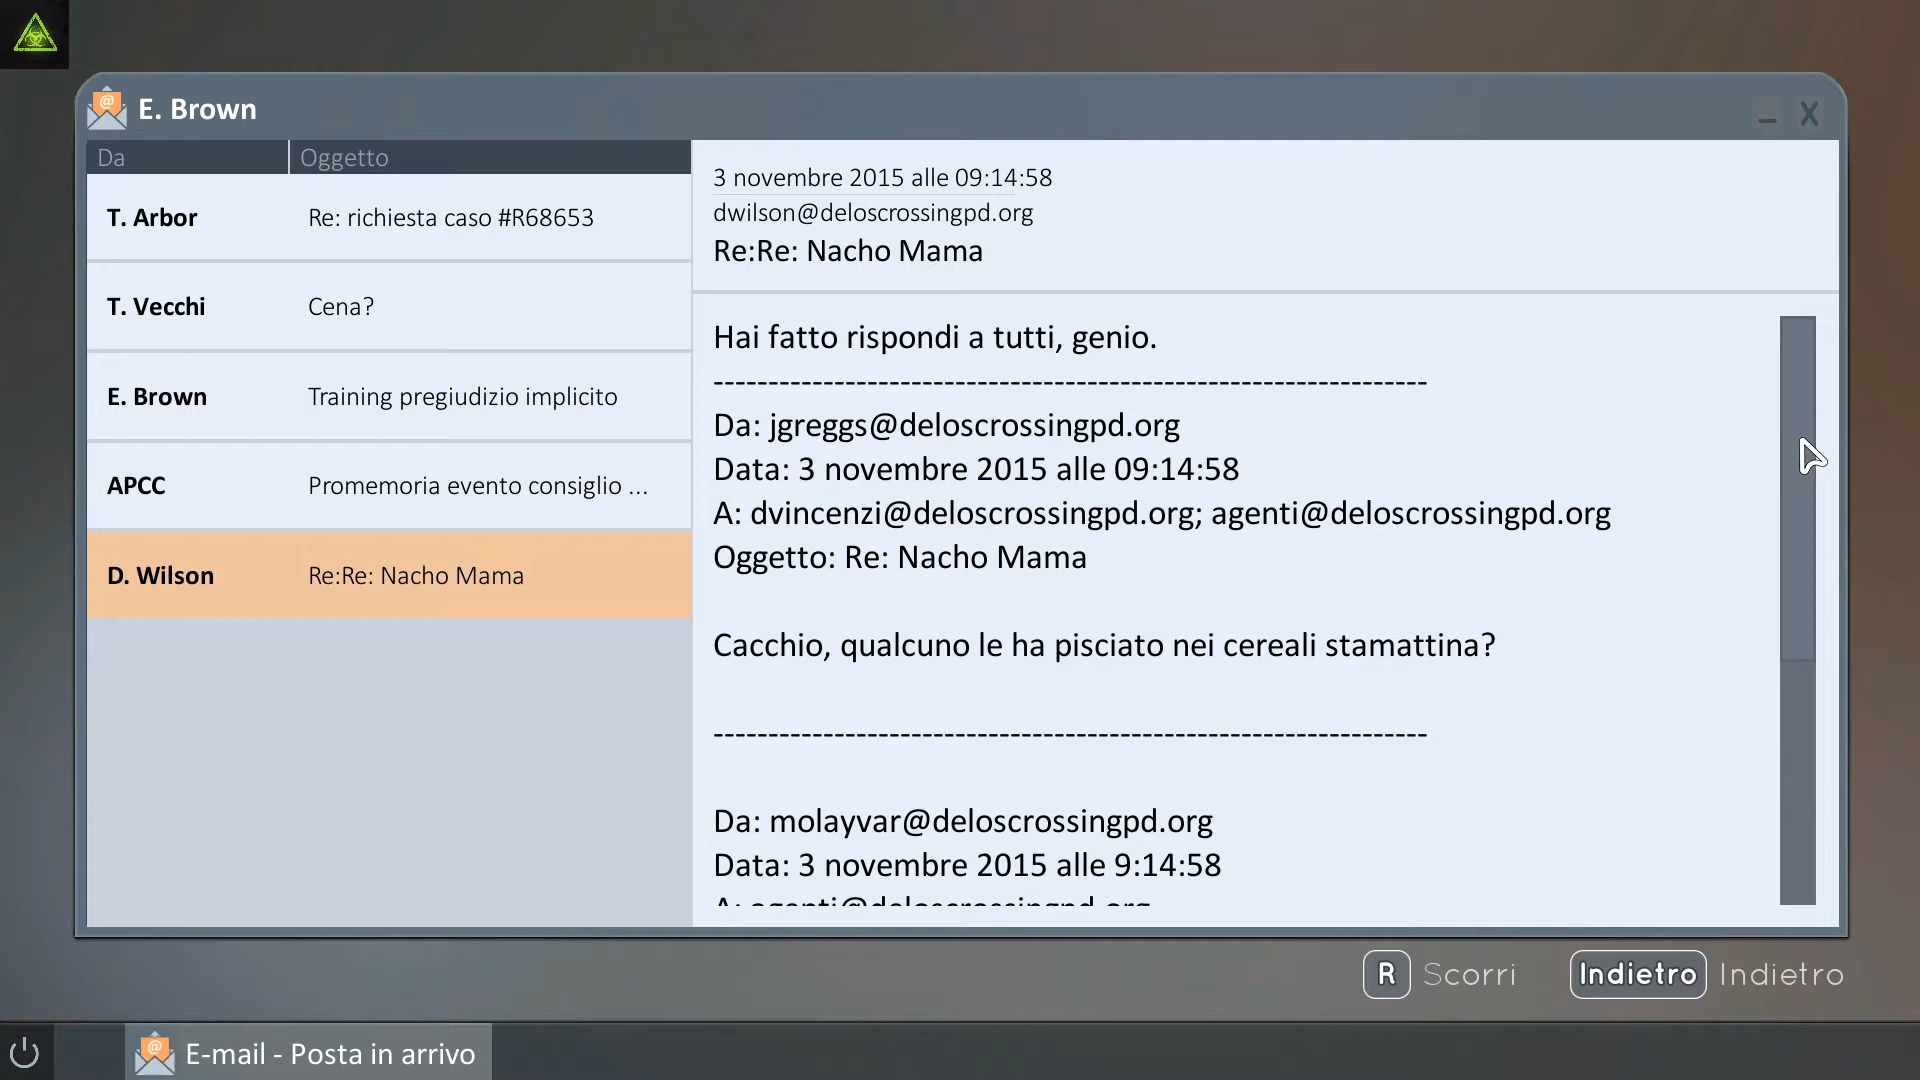 E. Brown
Da
Oggetto
T. Arbor
Re: richiesta caso #R68653
T. Vecchi
Cena?
E. Brown
Training pregiudizio implicito
APCC
Promemoria evento consiglio ...
D. Wilson
Re:Re: Nacho Mama
3 novembre 2015 alle 09:14:58
dwilson@deloscrossingpd.org
Re:Re: Nacho Mama
Hai fatto rispondi a tutti, genio.
-----------------------------------------------------------------
Da: jgreggs@deloscrossingpd.org
Data: 3 novembre 2015 alle 09:14:58
A: dvincenzi@deloscrossingpd.org; agenti@deloscrossingpd.org
Oggetto: Re: Nacho Mama
Cacchio, qualcuno le ha pisciato nei cereali stamattina?
-----------------------------------------------------------------
Da: molayvar@deloscrossingpd.org
Data: 3 novembre 2015 alle 9:14:58
A: agenti@deloscrossingpd.org
R Scorri
Indietro Indietro
E-mail - Posta in arrivo